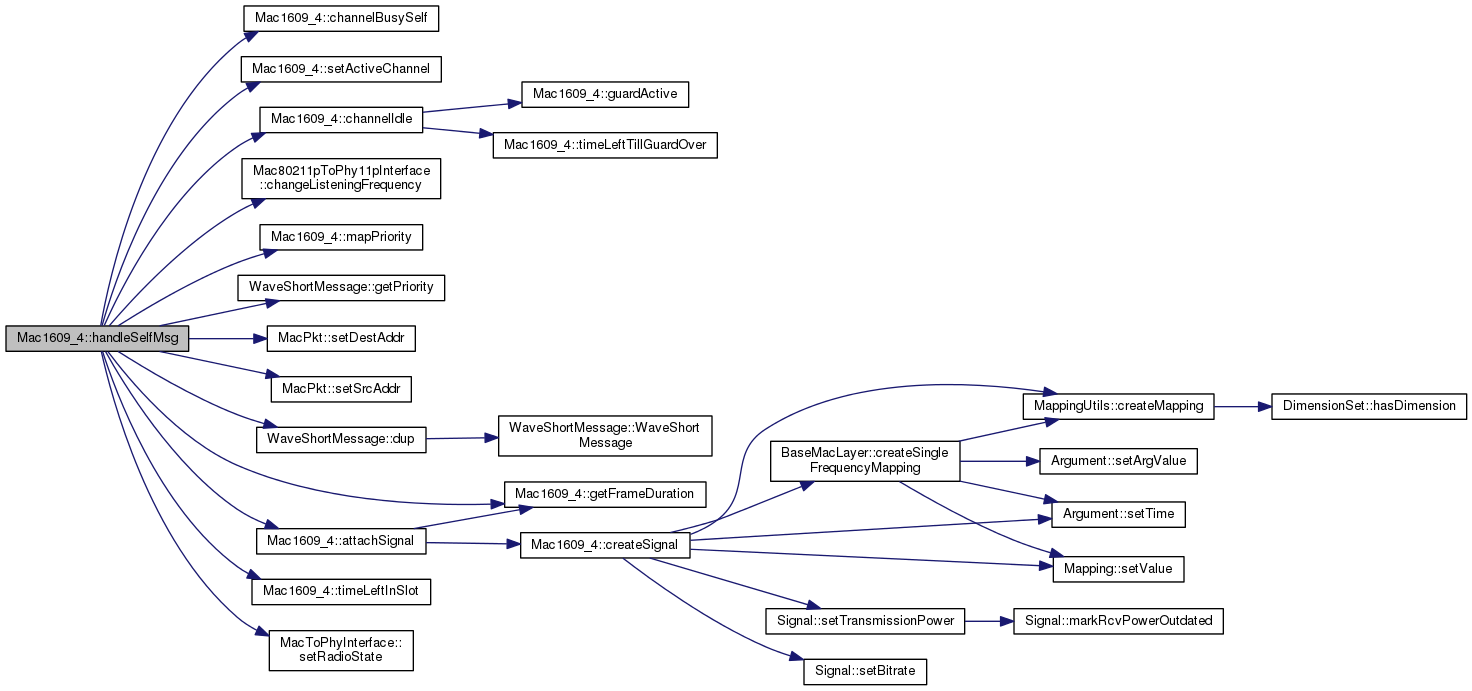 Mac1609_4::handleSelfMsg
Mac1609_4::channelBusySelf
Mac1609_4::setActiveChannel
Mac1609_4::channelIdle
Mac1609_4::guardActive
Mac1609_4::timeLeftTillGuardOver
Mac80211pToPhy11pInterface
::changeListeningFrequency
Mac1609_4::mapPriority
WaveShortMessage::getPriority
MacPkt::setDestAddr
MacPkt::setSrcAddr
WaveShortMessage::dup
WaveShortMessage::WaveShort
Message
Mac1609_4::getFrameDuration
Mac1609_4::attachSignal
Mac1609_4::createSignal
BaseMacLayer::createSingle
FrequencyMapping
MappingUtils::createMapping
DimensionSet::hasDimension
Argument::setArgValue
Argument::setTime
Mapping::setValue
Signal::setTransmissionPower
Signal::markRcvPowerOutdated
Signal::setBitrate
Mac1609_4::timeLeftInSlot
MacToPhyInterface::
setRadioState